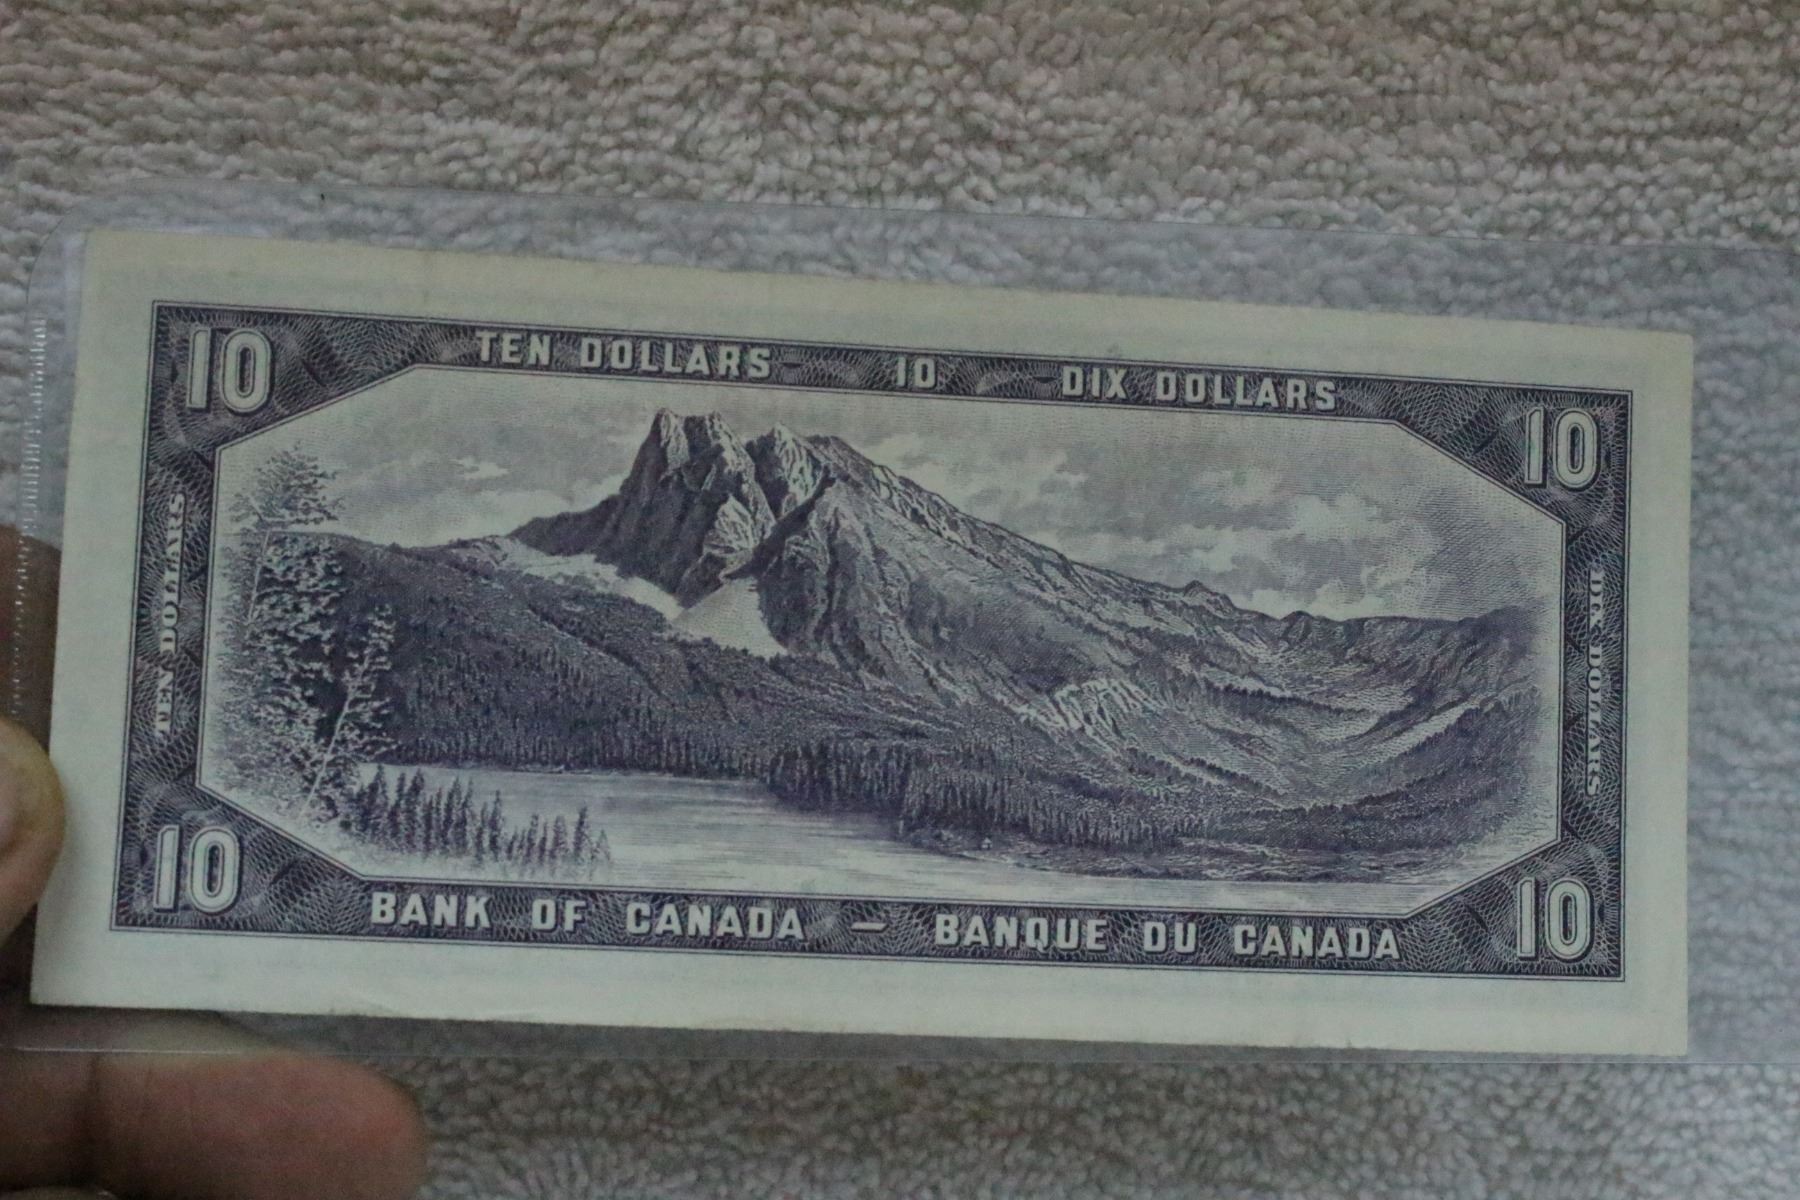 10 TEN DOLLARS 10 DIX DOLLARS 10
TEN DOLLARS
DIX DOLLARS
10 BANK OF CANADA — BANQUE DU CANADA 10